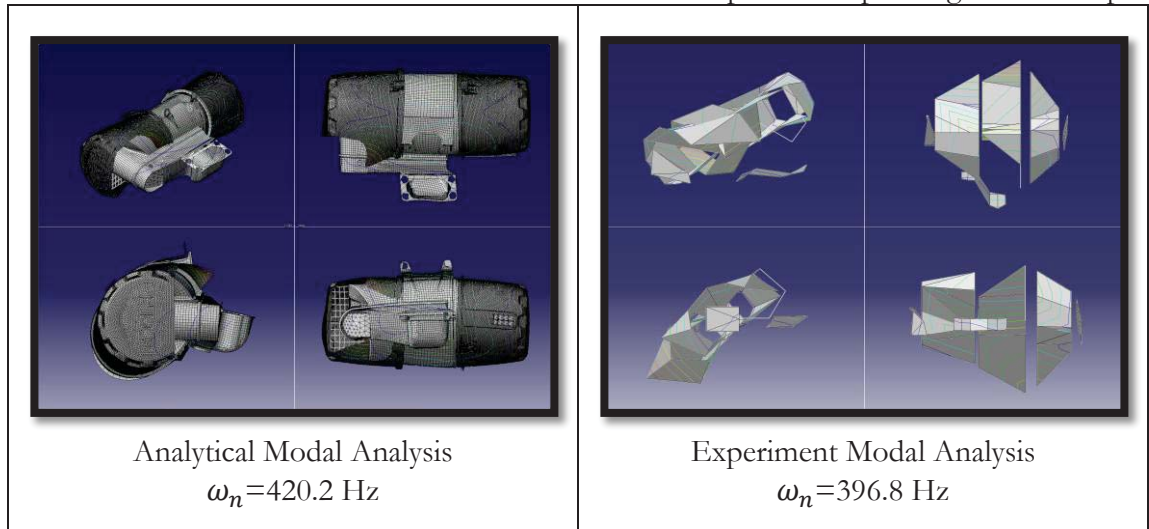 Analytical Modal Analysis
ωₙ=420.2 Hz
Experiment Modal Analysis
ωₙ=396.8 Hz